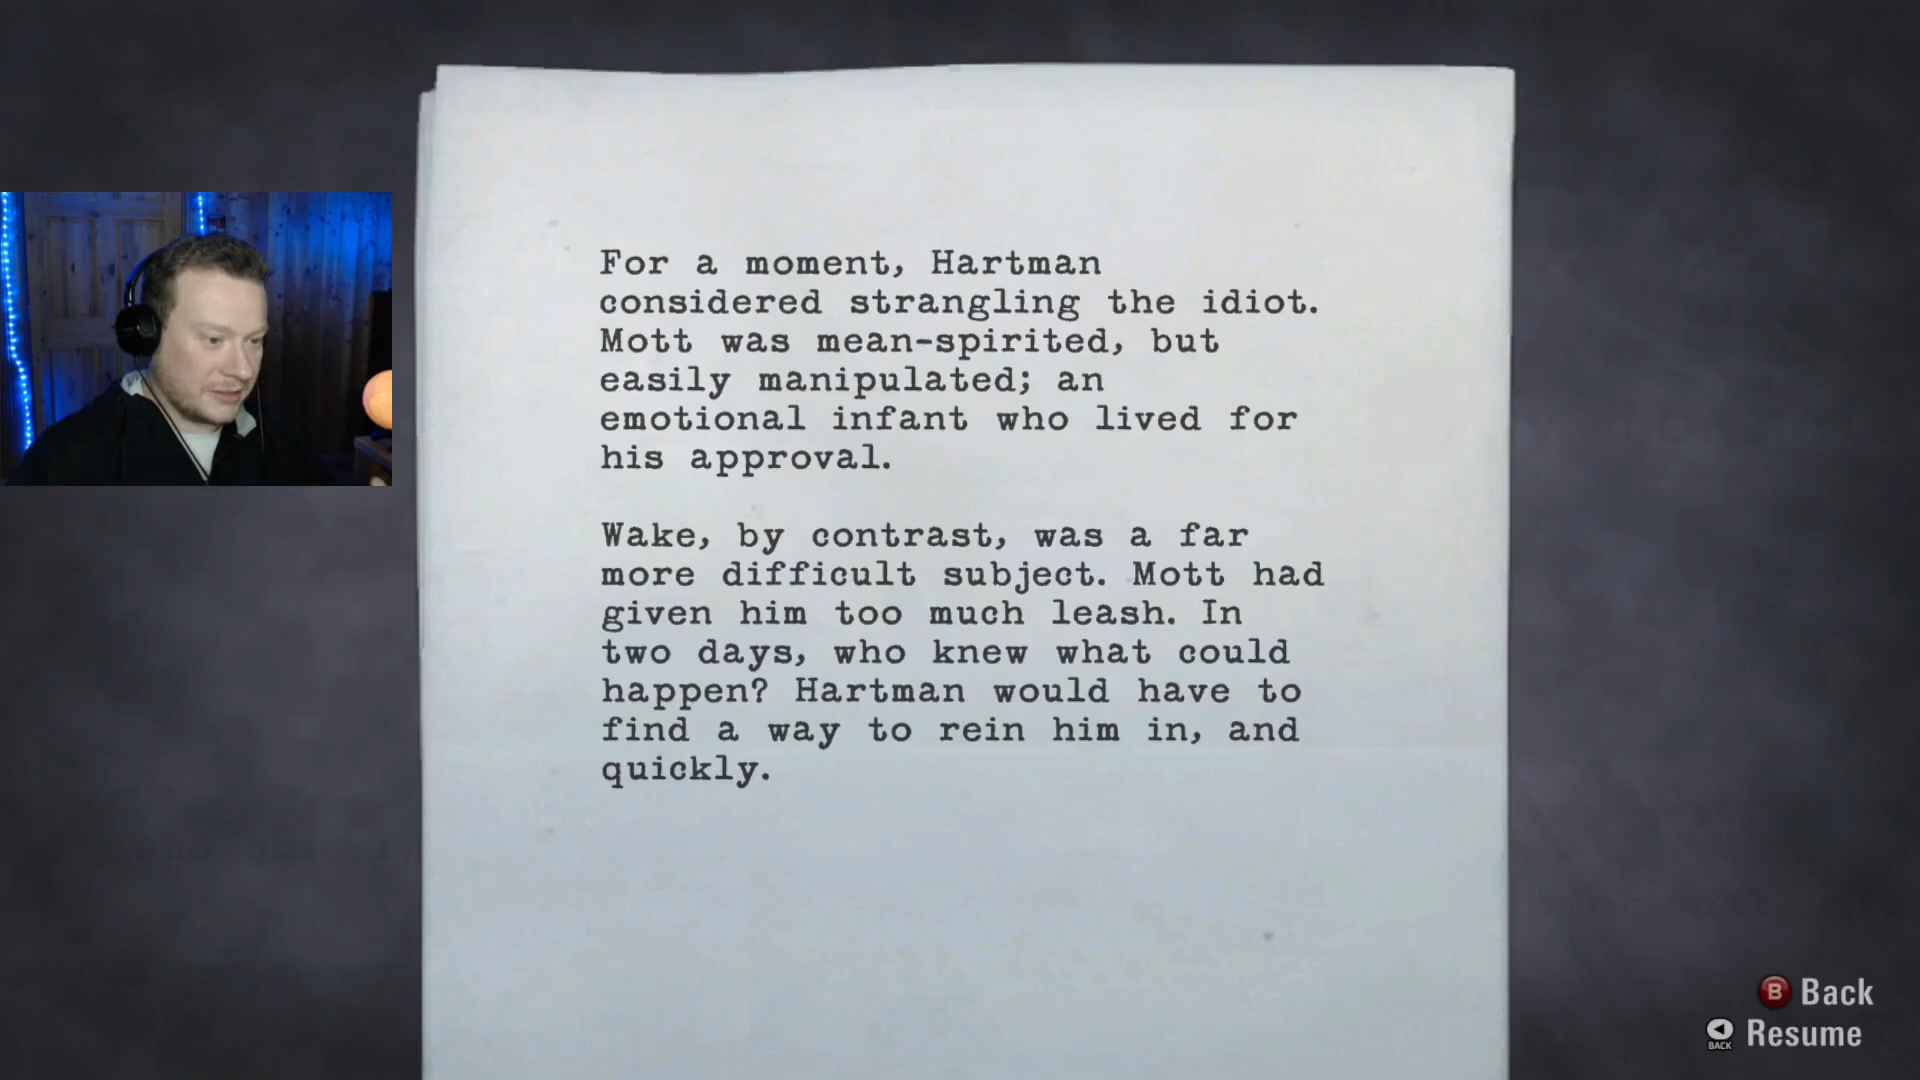 For a moment, Hartman
considered strangling the idiot.
Mott was mean-spirited, but
easily manipulated; an
emotional infant who lived for
his approval.
Wake, by contrast, was a far
more difficult subject. Mott had
given him too much leash. In
two days, who knew what could
happen? Hartman would have to
find a way to rein him in, and
quickly.
B Back
BACK Resume